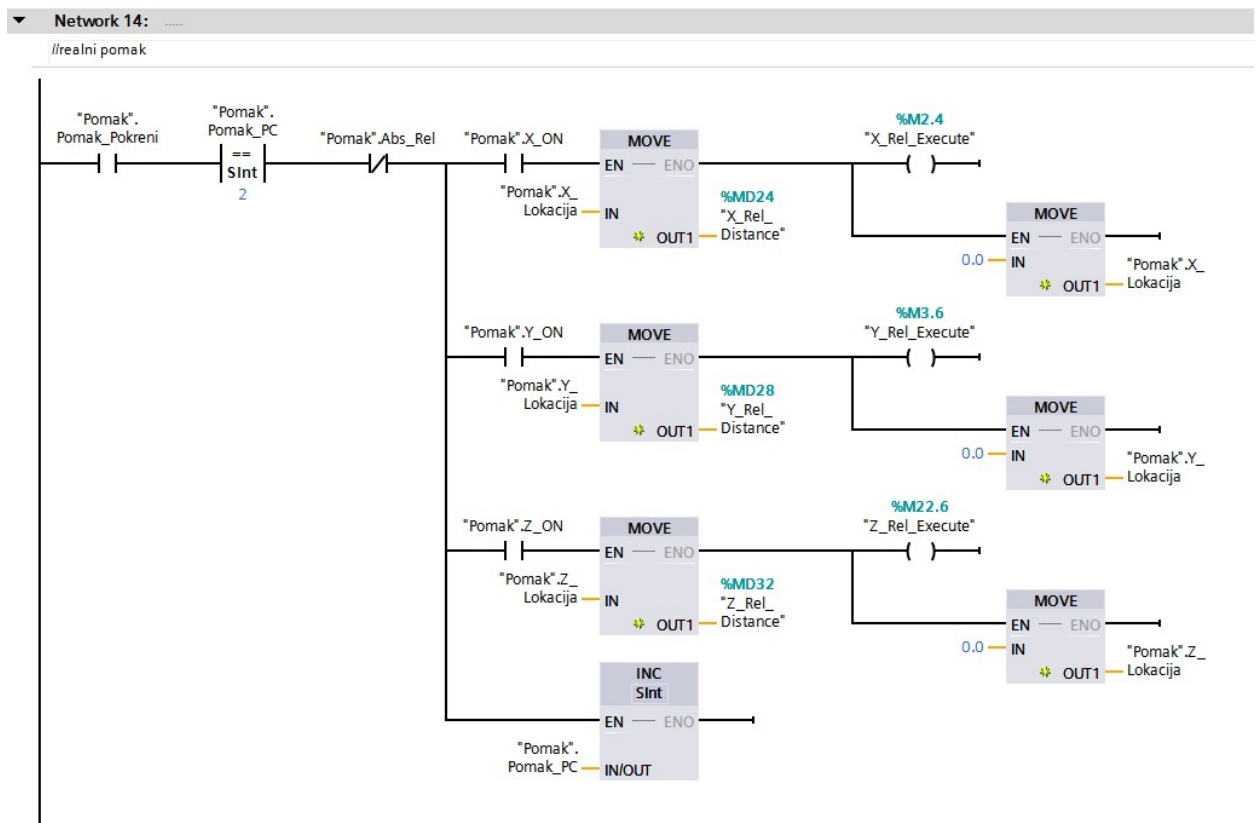 Network 14: .....
//realni pomak
"Pomak".
Pomak_Pokreni
"Pomak".
Pomak_PC
==
SInt
2
"Pomak".Abs_Rel
"Pomak".X_ON
MOVE
EN ENO
"Pomak".X_
Lokacija
IN
OUT1
%MD24
"X_Rel_
Distance"
%M2.4
"X_Rel_Execute"
MOVE
EN ENO
0.0
IN
OUT1
"Pomak".X_
Lokacija
"Pomak".Y_ON
MOVE
EN ENO
"Pomak".Y_
Lokacija
IN
OUT1
%MD28
"Y_Rel_
Distance"
%M3.6
"Y_Rel_Execute"
MOVE
EN ENO
0.0
IN
OUT1
"Pomak".Y_
Lokacija
"Pomak".Z_ON
MOVE
EN ENO
"Pomak".Z_
Lokacija
IN
OUT1
%MD32
"Z_Rel_
Distance"
%M22.6
"Z_Rel_Execute"
MOVE
EN ENO
0.0
IN
OUT1
"Pomak".Z_
Lokacija
INC
SInt
EN ENO
"Pomak".
Pomak_PC
IN/OUT